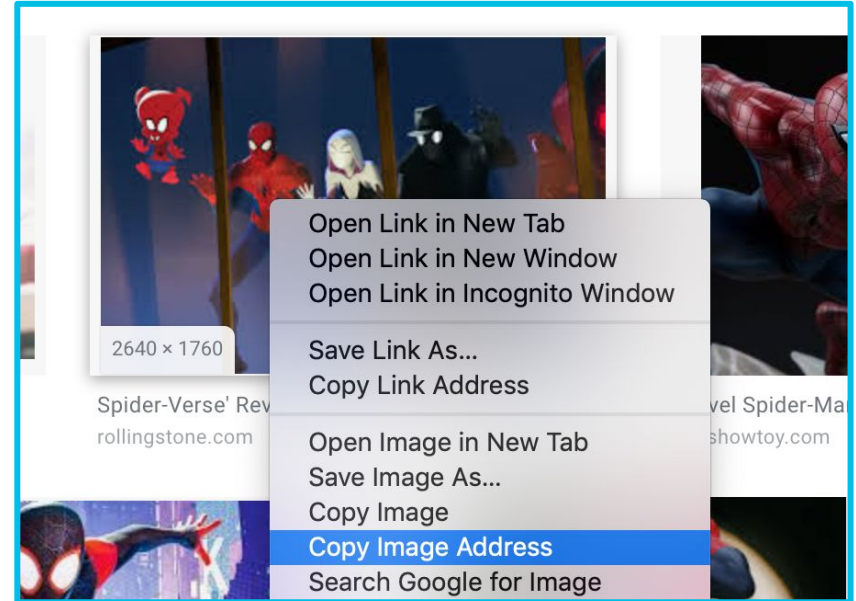 Open Link in New Tab
Open Link in New Window
Open Link in Incognito Window
2640 × 1760
Save Link As...
Copy Link Address
Spider-Verse' Rev
vel Spider-Ma
rollingstone.com
showtoy.com
Open Image in New Tab
Save Image As...
Copy Image
Copy Image Address
Search Google for Image